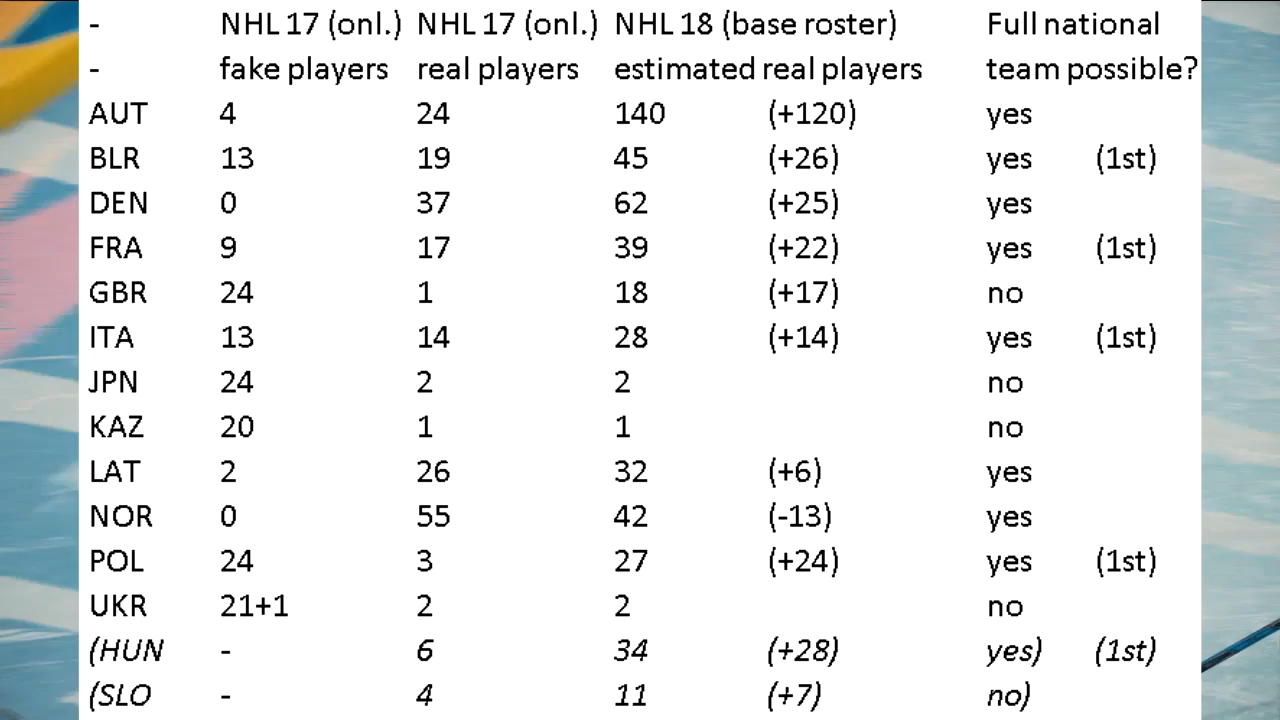 - NHL 17 (onl.) NHL 17 (onl.) NHL 18 (base roster) Full national
- fake players real players estimated real players team possible?
AUT 4 24 140 (+120) yes
BLR 13 19 45 (+26) yes (1st)
DEN 0 37 62 (+25) yes
FRA 9 17 39 (+22) yes (1st)
GBR 24 1 18 (+17) no
ITA 13 14 28 (+14) yes (1st)
JPN 24 2 2 no
KAZ 20 1 1 no
LAT 2 26 32 (+6) yes
NOR 0 55 42 (-13) yes
POL 24 3 27 (+24) yes (1st)
UKR 21+1 2 2 no
(HUN - 6 34 (+28) yes) (1st)
(SLO - 4 11 (+7) no)